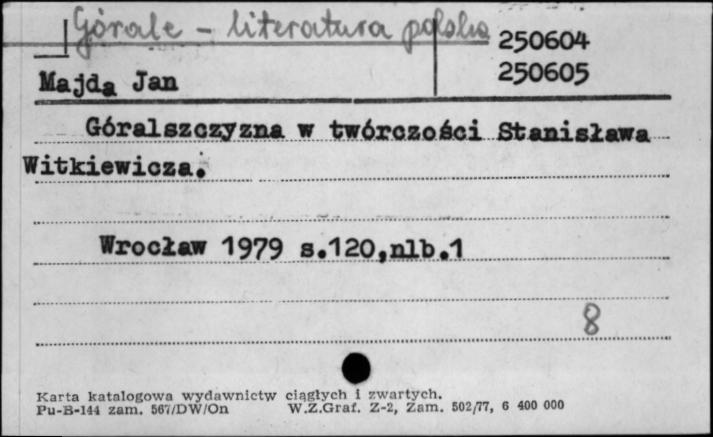 Górale - literatura polska
250604
Majda Jan
250605
Góralszczyzna w twórczości Stanisława
Witkiewicza.
Wrocław 1979 s.120,nlb.1
8
Karta katalogowa wydawnictw ciągłych i zwartych.
Pu-B-144 zam. 567/DW/On W.Z.Graf. Z-2, Zam. 502/77, 6 400 000